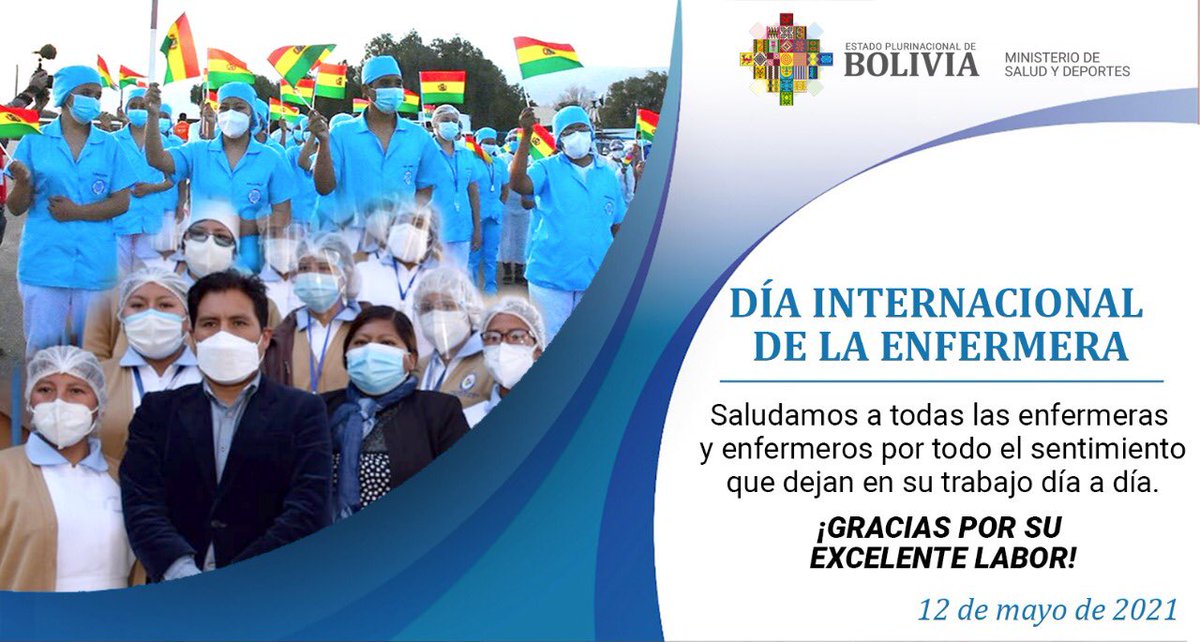 ESTADO PLURINACIONAL DE
BOLIVIA
MINISTERIO DE
SALUD Y DEPORTES
DÍA INTERNACIONAL
DE LA ENFERMERA
Saludamos a todas las enfermeras
y enfermeros por todo el sentimiento
que dejan en su trabajo día a día.
¡GRACIAS POR SU
EXCELENTE LABOR!
12 de mayo de 2021